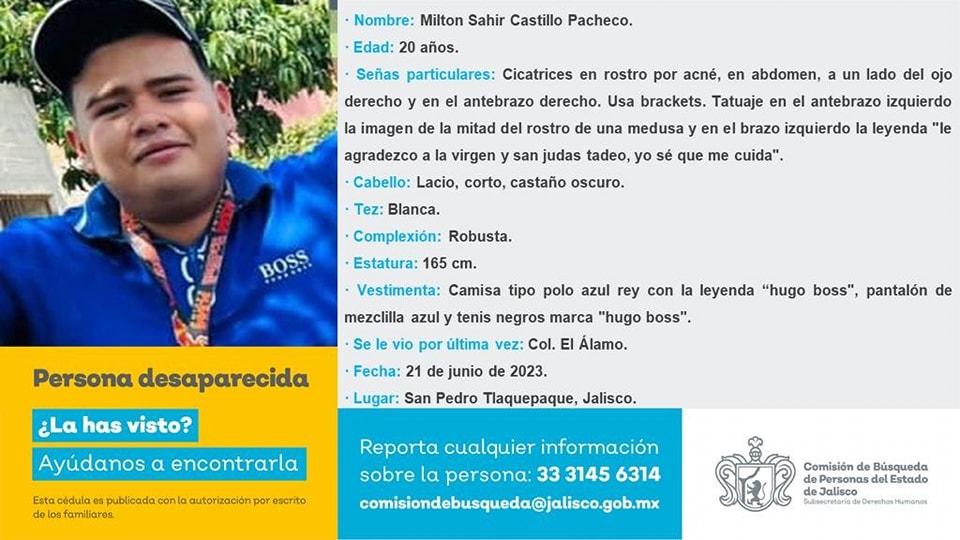 BOSS
Persona desaparecida
¿La has visto?
Ayúdanos a encontrarla
Esta cédula es publicada con la autorización por escrito
de los familiares.
· Nombre: Milton Sahir Castillo Pacheco.
· Edad: 20 años.
· Señas particulares: Cicatrices en rostro por acné, en abdomen, a un lado del ojo
derecho y en el antebrazo derecho. Usa brackets. Tatuaje en el antebrazo izquierdo
la imagen de la mitad del rostro de una medusa y en el brazo izquierdo la leyenda "le
agradezco a la virgen y san judas tadeo, yo sé que me cuida".
· Cabello: Lacio, corto, castaño oscuro.
· Tez: Blanca.
· Complexión: Robusta.
· Estatura: 165 cm.
· Vestimenta: Camisa tipo polo azul rey con la leyenda “hugo boss", pantalón de
mezclilla azul y tenis negros marca "hugo boss".
· Se le vio por última vez: Col. El Álamo.
· Fecha: 21 de junio de 2023.
· Lugar: San Pedro Tlaquepaque, Jalisco.
Reporta cualquier información
sobre la persona: 33 3145 6314
comisiondebusqueda@jalisco.gob.mx
Comisión de Búsqueda
de Personas del Estado
de Jalisco
Subsecretaría de Derechos Humanos